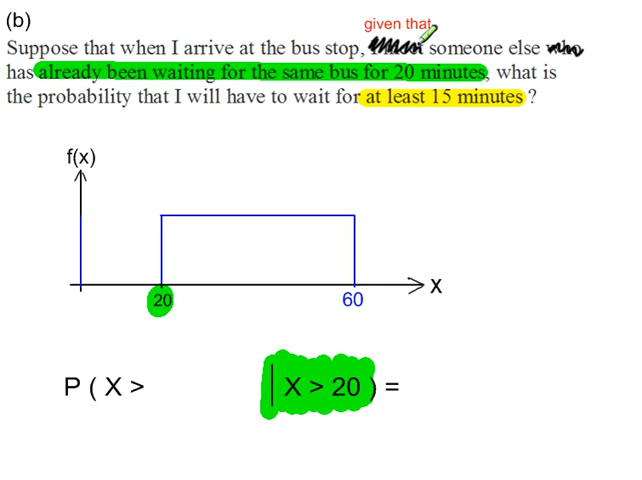 (b)
given that
Suppose that when I arrive at the bus stop, someone else
has already been waiting for the same bus for 20 minutes, what is
the probability that I will have to wait for at least 15 minutes ?
f(x)
X
20 60
P ( X > | X > 20 ) =